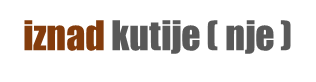 iznad kutije ( nje )